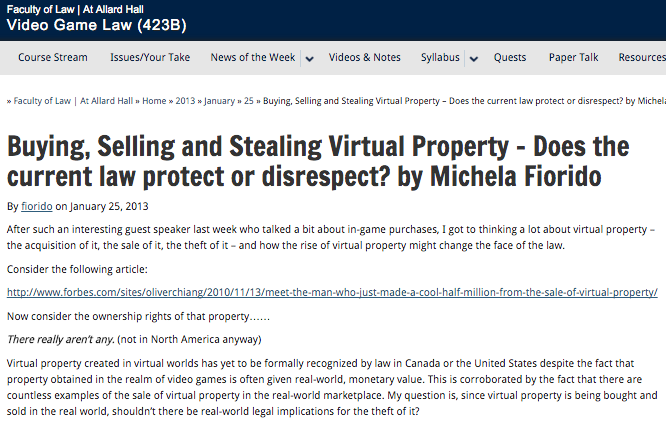 Faculty of Law | At Allard Hall
Video Game Law (423B)
Course Stream Issues/Your Take News of the Week Videos & Notes Syllabus Quests Paper Talk Resources
» Faculty of Law | At Allard Hall » Home » 2013 » January » 25 » Buying, Selling and Stealing Virtual Property – Does the current law protect or disrespect? by Michela
Buying, Selling and Stealing Virtual Property – Does the
current law protect or disrespect? by Michela Fiorido
By fiorido on January 25, 2013
After such an interesting guest speaker last week who talked a bit about in-game purchases, I got to thinking a lot about virtual property –
the acquisition of it, the sale of it, the theft of it – and how the rise of virtual property might change the face of the law.
Consider the following article:
http://www.forbes.com/sites/oliverchiang/2010/11/13/meet-the-man-who-just-made-a-cool-half-million-from-the-sale-of-virtual-property/
Now consider the ownership rights of that property……
There really aren’t any. (not in North America anyway)
Virtual property created in virtual worlds has yet to be formally recognized by law in Canada or the United States despite the fact that
property obtained in the realm of video games is often given real-world, monetary value. This is corroborated by the fact that there are
countless examples of the sale of virtual property in the real-world marketplace. My question is, since virtual property is being bought and
sold in the real world, shouldn’t there be real-world legal implications for the theft of it?